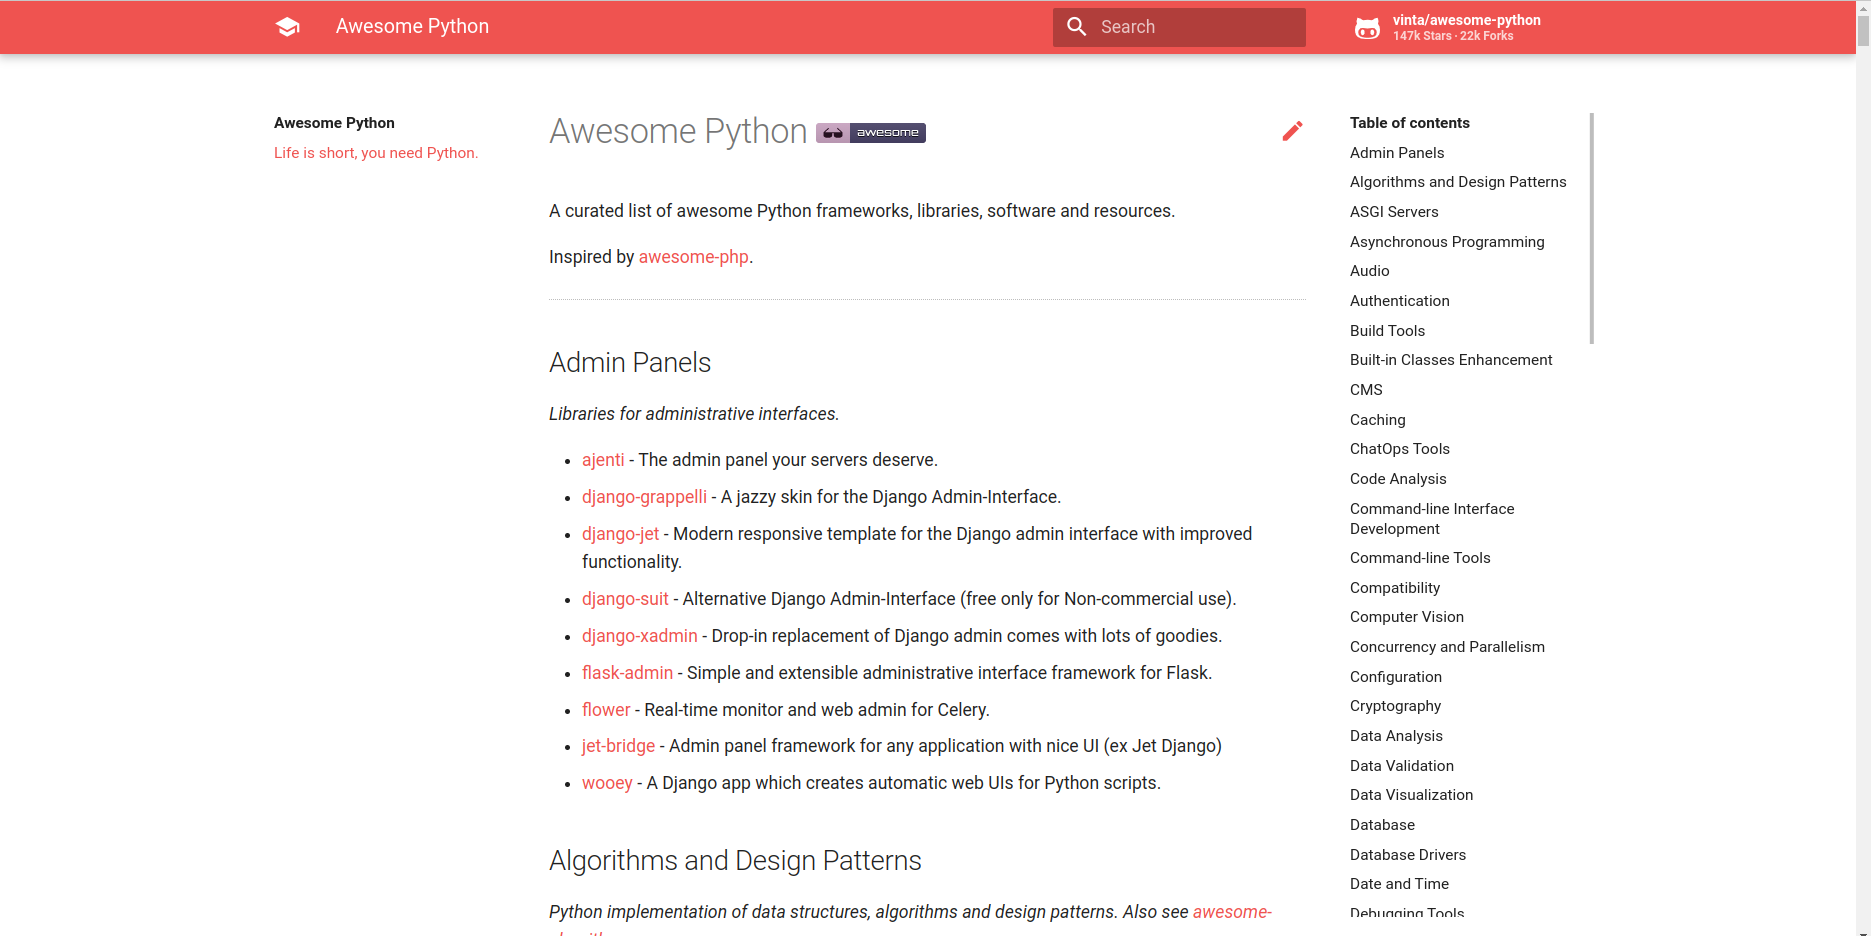 Awesome Python
Search
vinta/awesome-python
147k Stars · 22k Forks
Awesome Python
Life is short, you need Python.
Awesome Python awesome
A curated list of awesome Python frameworks, libraries, software and resources.
Inspired by awesome-php.
Admin Panels
Libraries for administrative interfaces.
ajenti - The admin panel your servers deserve.
django-grappelli - A jazzy skin for the Django Admin-Interface.
django-jet - Modern responsive template for the Django admin interface with improved
functionality.
django-suit - Alternative Django Admin-Interface (free only for Non-commercial use).
django-xadmin - Drop-in replacement of Django admin comes with lots of goodies.
flask-admin - Simple and extensible administrative interface framework for Flask.
flower - Real-time monitor and web admin for Celery.
jet-bridge - Admin panel framework for any application with nice UI (ex Jet Django)
wooey - A Django app which creates automatic web UIs for Python scripts.
Algorithms and Design Patterns
Python implementation of data structures, algorithms and design patterns. Also see awesome-
Table of contents
Admin Panels
Algorithms and Design Patterns
ASGI Servers
Asynchronous Programming
Audio
Authentication
Build Tools
Built-in Classes Enhancement
CMS
Caching
ChatOps Tools
Code Analysis
Command-line Interface
Development
Command-line Tools
Compatibility
Computer Vision
Concurrency and Parallelism
Configuration
Cryptography
Data Analysis
Data Validation
Data Visualization
Database
Database Drivers
Date and Time
Debugging Tools